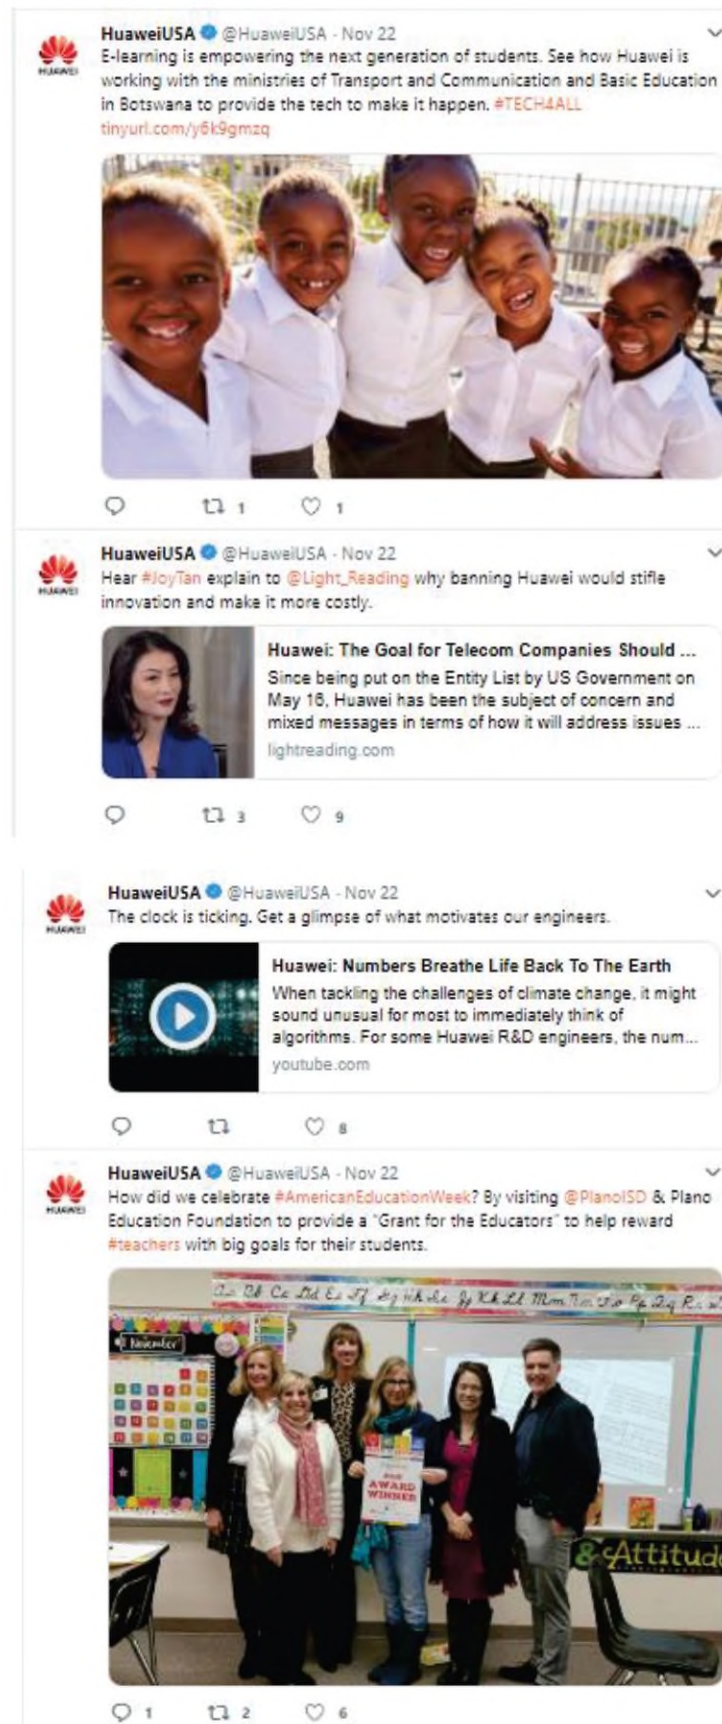 HuaweiUSA @HuaweiUSA - Nov 22
E-learning is empowering the next generation of students. See how Huawei is
working with the ministries of Transport and Communication and Basic Education
in Botswana to provide the tech to make it happen. #TECH4ALL
tinyurl.com/y6k9gmzq
HUAWEI
1
1
HuaweiUSA @HuaweiUSA - Nov 22
Hear #JoyTan explain to @Light_Reading why banning Huawei would stifle
innovation and make it more costly.
HUAWEI
Huawei: The Goal for Telecom Companies Should ...
Since being put on the Entity List by US Government on
May 16, Huawei has been the subject of concern and
mixed messages in terms of how it will address issues ...
lightreading.com
3
9
HuaweiUSA @HuaweiUSA - Nov 22
The clock is ticking. Get a glimpse of what motivates our engineers.
HUAWEI
Huawei: Numbers Breathe Life Back To The Earth
When tackling the challenges of climate change, it might
sound unusual for most to immediately think of
algorithms. For some Huawei R&D engineers, the num...
youtube.com
8
HuaweiUSA @HuaweiUSA - Nov 22
How did we celebrate #AmericanEducationWeek? By visiting @PlanoISD & Plano
Education Foundation to provide a "Grant for the Educators" to help reward
#teachers with big goals for their students.
HUAWEI
November
AWARD
WINNER
& Attitude
1
2
6